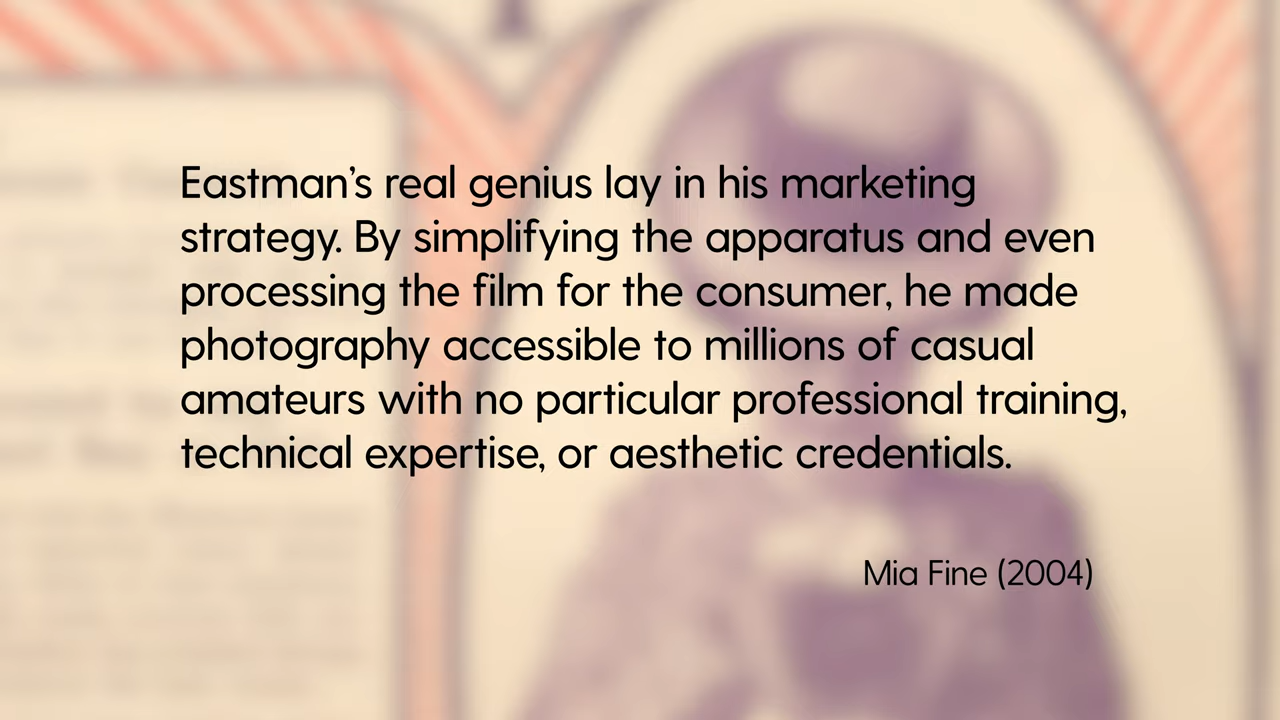 Eastman’s real genius lay in his marketing
strategy. By simplifying the apparatus and even
processing the film for the consumer, he made
photography accessible to millions of casual
amateurs with no particular professional training,
technical expertise, or aesthetic credentials.
Mia Fine (2004)